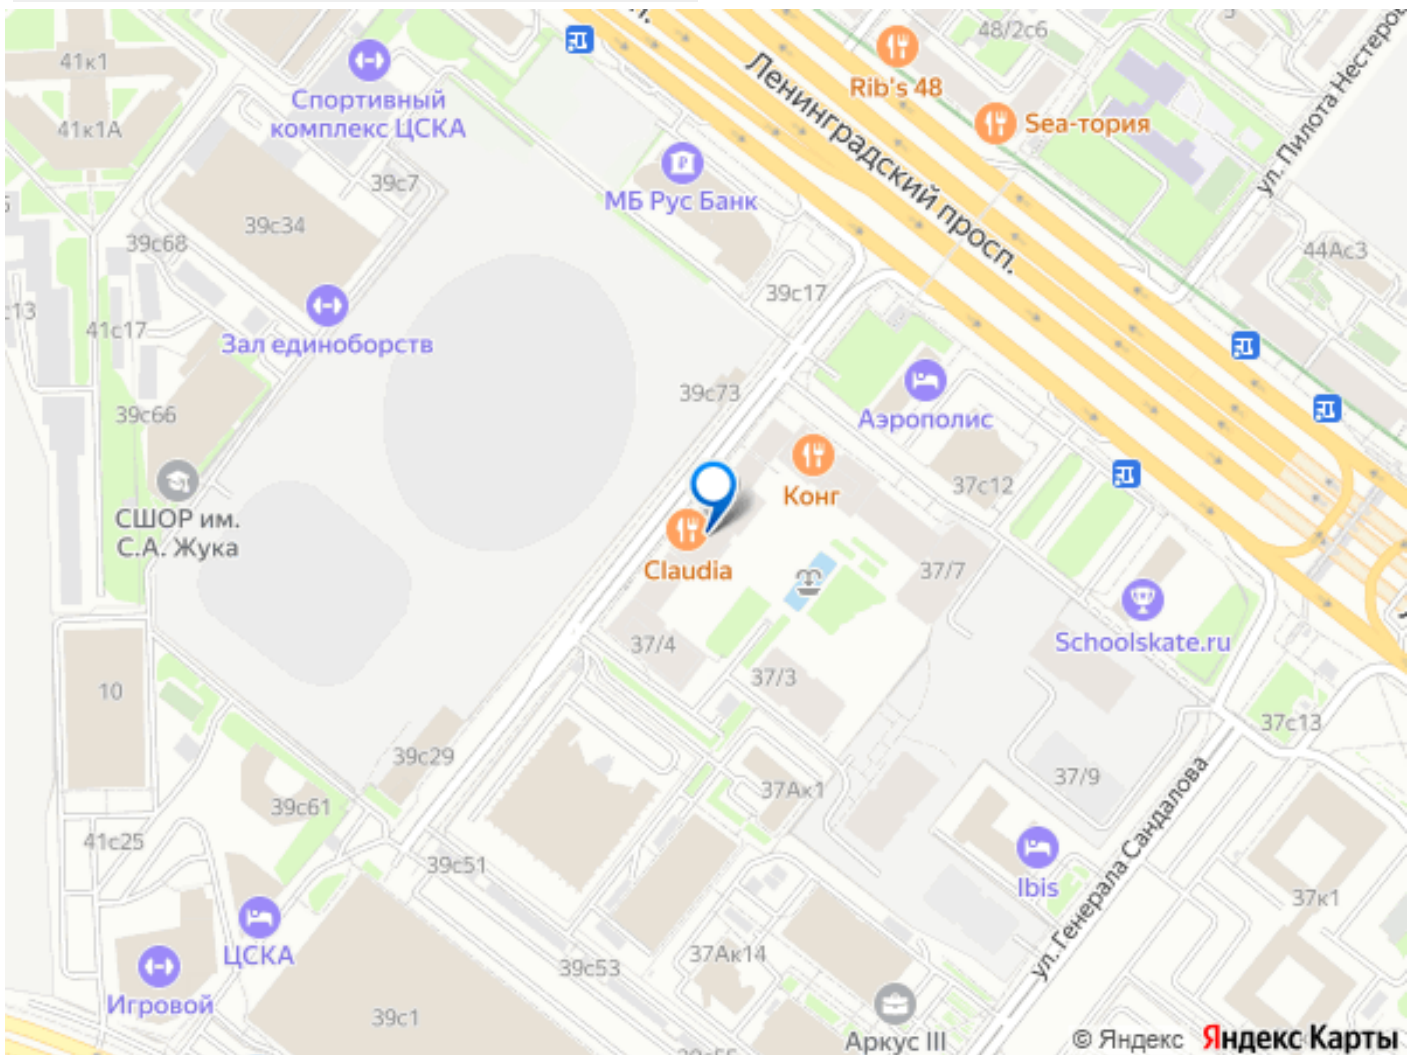 41к1
41к1А
Спортивный
комплекс ЦСКА
39с7
39с34
39с68
41с17
Зал единоборств
39с66
СШОР им.
С.А. Жука
МБ Рус Банк
48/2с6
Rib's 48
Sea-тория
Ленинградский просп.
ул. Пилота Нестеров
44Ас3
39с17
39с73
Аэрополис
Конг
37с12
Claudia
37/7
37/4
37/3
Schoolskate.ru
37с13
10
39с29
39с61
41с25
39с51
37Ак1
37/9
Ibis
ул. Генерала Сандалова
37к1
ЦСКА
Игровой
39с53
37Ак14
39с1
Аркус III
© Яндекс Яндекс Карты